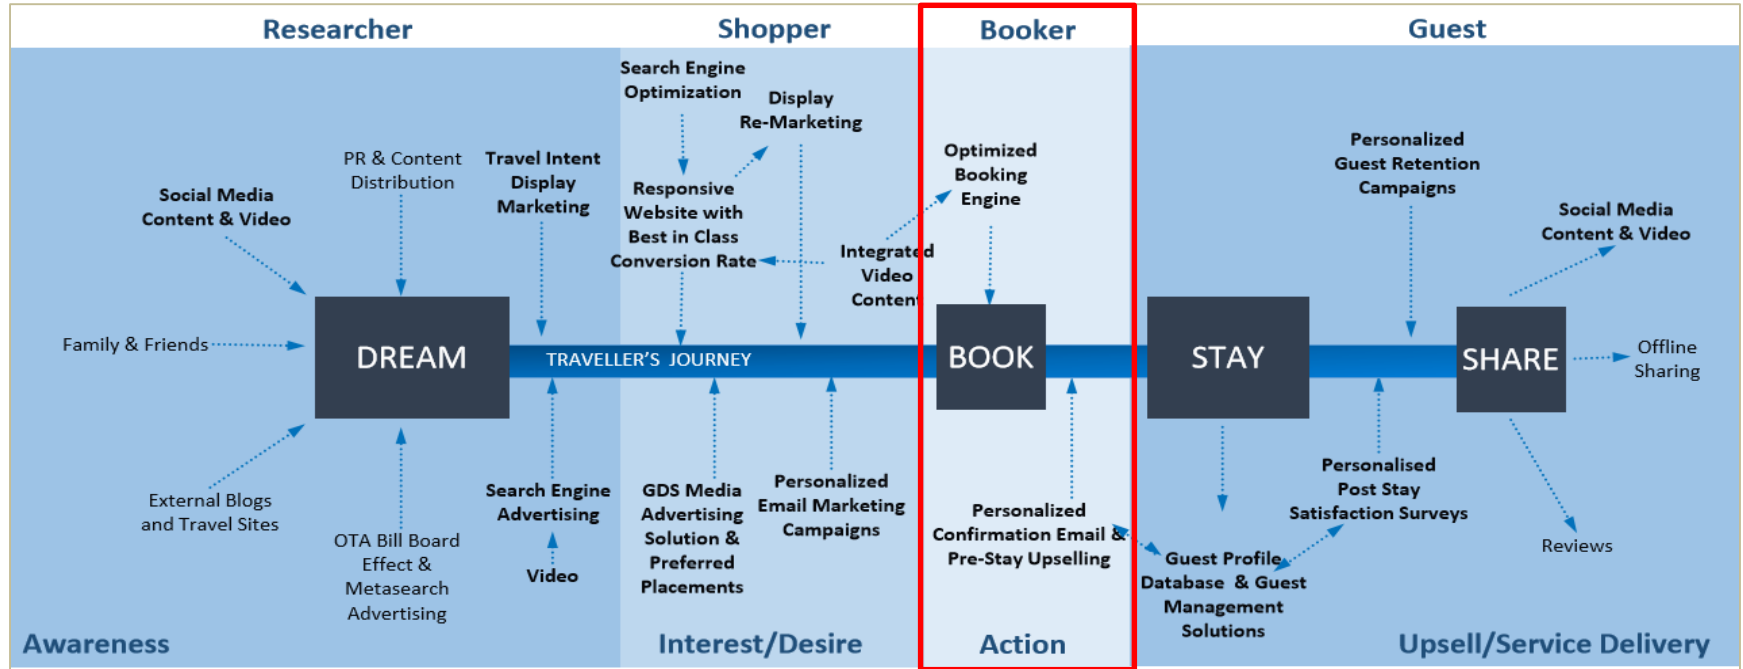 Researcher
Shopper
Booker
Guest
Social Media
Content & Video
PR & Content
Distribution
Travel Intent
Display
Marketing
Family & Friends
External Blogs
and Travel Sites
OTA Bill Board
Effect &
Metasearch
Advertising
Search Engine
Advertising
Video
DREAM
TRAVELLER'S JOURNEY
Search Engine
Optimization
Display
Re-Marketing
Responsive
Website with
Best in Class
Conversion Rate
Integrated
Video
Content
GDS Media
Advertising
Solution &
Preferred
Placements
Personalized
Email Marketing
Campaigns
Optimized
Booking
Engine
BOOK
Personalized
Confirmation Email &
Pre-Stay Upselling
STAY
Personalized
Guest Retention
Campaigns
Social Media
Content & Video
SHARE
Offline
Sharing
Personalised
Post Stay
Satisfaction Surveys
Guest Profile
Database & Guest
Management
Solutions
Reviews
Awareness
Interest/Desire
Action
Upsell/Service Delivery